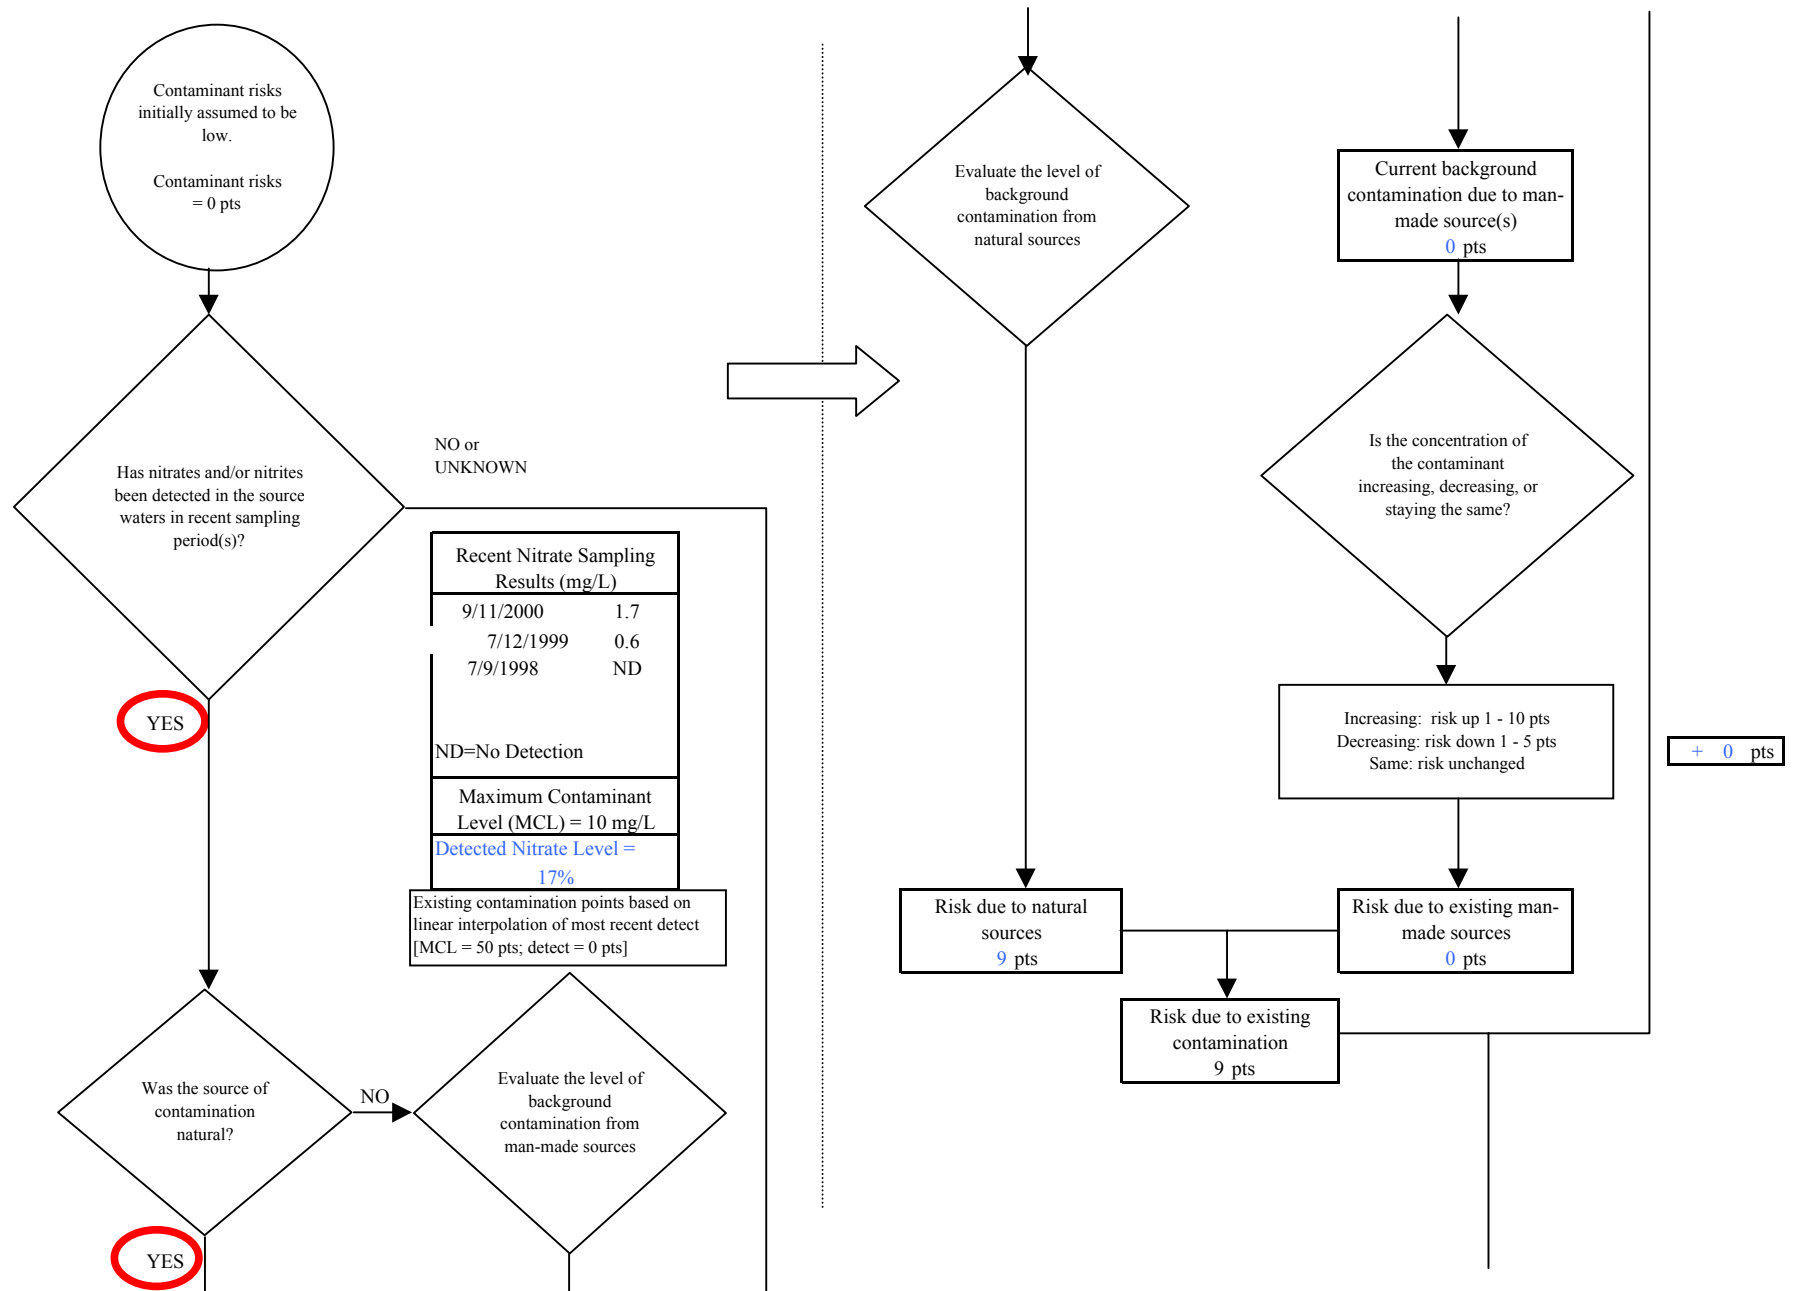 Contaminant risks
initially assumed to be
low.
Contaminant risks
= 0 pts
Has nitrates and/or nitrites
been detected in the source
waters in recent sampling
period(s)?
NO or
UNKNOWN
YES
Recent Nitrate Sampling
Results (mg/L)
9/11/2000 1.7
7/12/1999 0.6
7/9/1998 ND
ND=No Detection
Maximum Contaminant
Level (MCL) = 10 mg/L
Detected Nitrate Level =
17%
Existing contamination points based on
linear interpolation of most recent detect
[MCL = 50 pts; detect = 0 pts]
Was the source of
contamination
natural?
NO
YES
Evaluate the level of
background
contamination from
man-made sources
Evaluate the level of
background
contamination from
natural sources
Current background
contamination due to man-
made source(s)
0 pts
Is the concentration of
the contaminant
increasing, decreasing, or
staying the same?
Increasing: risk up 1 - 10 pts
Decreasing: risk down 1 - 5 pts
Same: risk unchanged
+ 0 pts
Risk due to natural
sources
9 pts
Risk due to existing man-
made sources
0 pts
Risk due to existing
contamination
9 pts